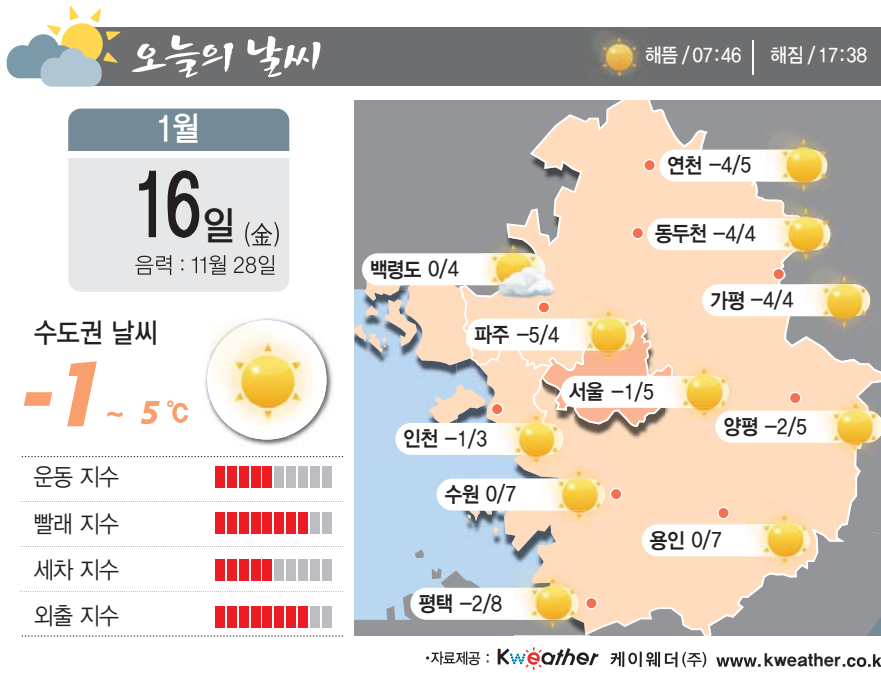 오늘의 날씨
해뜸 / 07:46 해짐 / 17:38
1월
16일 (金)
음력 : 11월 28일
수도권 날씨
-1 ~ 5 ℃
운동 지수
빨래 지수
세차 지수
외출 지수
연천 -4/5
동두천 -4/4
백령도 0/4
가평 -4/4
파주 -5/4
서울 -1/5
양평 -2/5
인천 -1/3
수원 0/7
용인 0/7
평택 -2/8
•자료제공 : Kweather 케이웨더(주) www.kweather.co.k